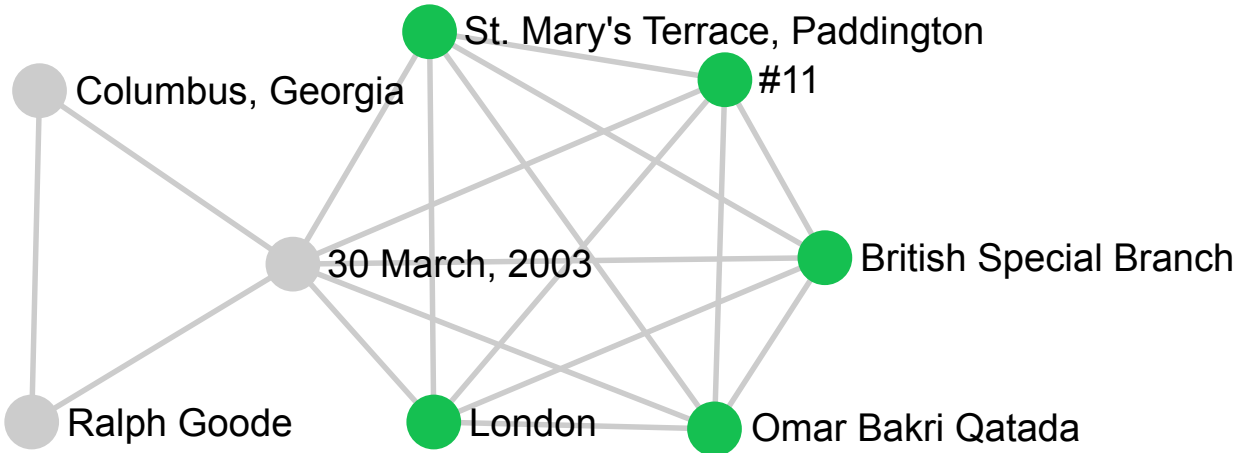 St. Mary's Terrace, Paddington
#11
Columbus, Georgia
30 March, 2003
British Special Branch
Ralph Goode
London
Omar Bakri Qatada